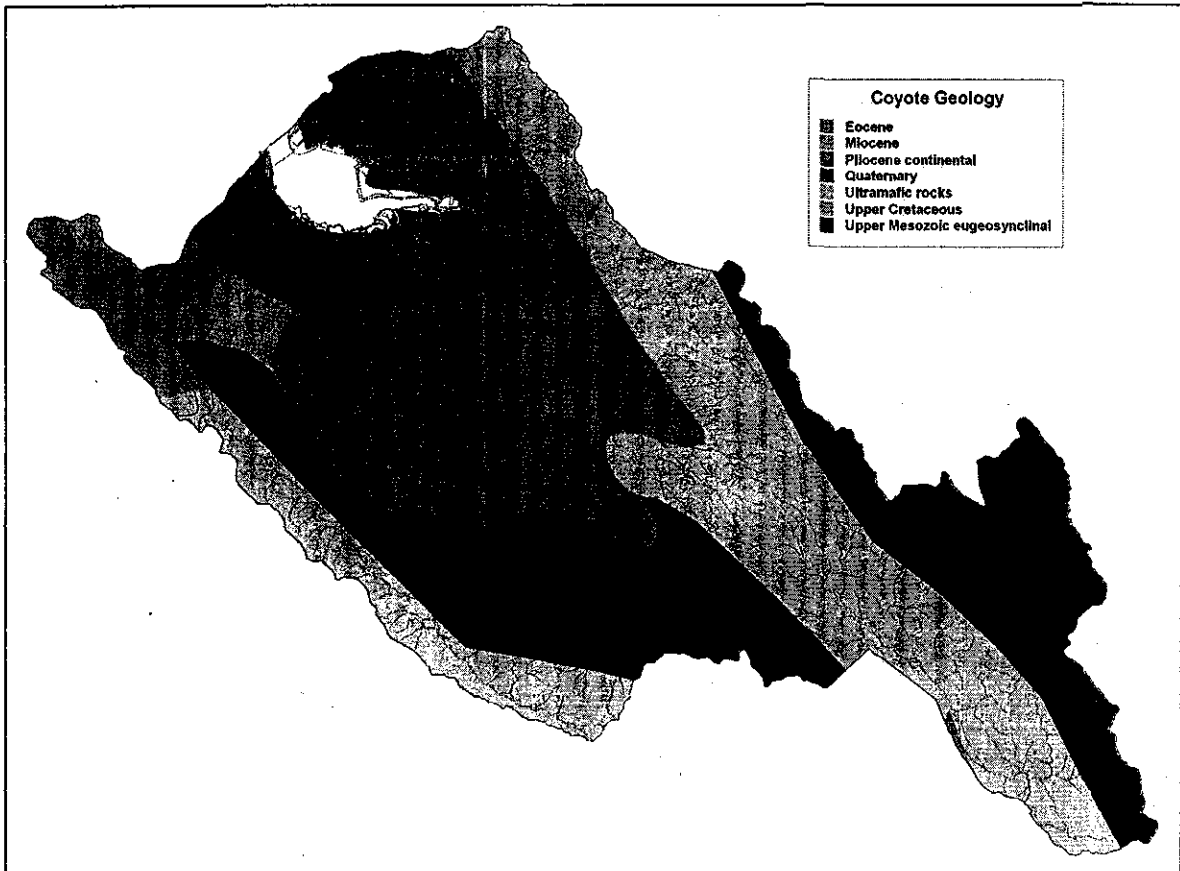 Coyote Geology
Eocene
Miocene
Pliocene continental
Quaternary
Ultramafic rocks
Upper Cretaceous
Upper Mesozoic eugeosynclinal